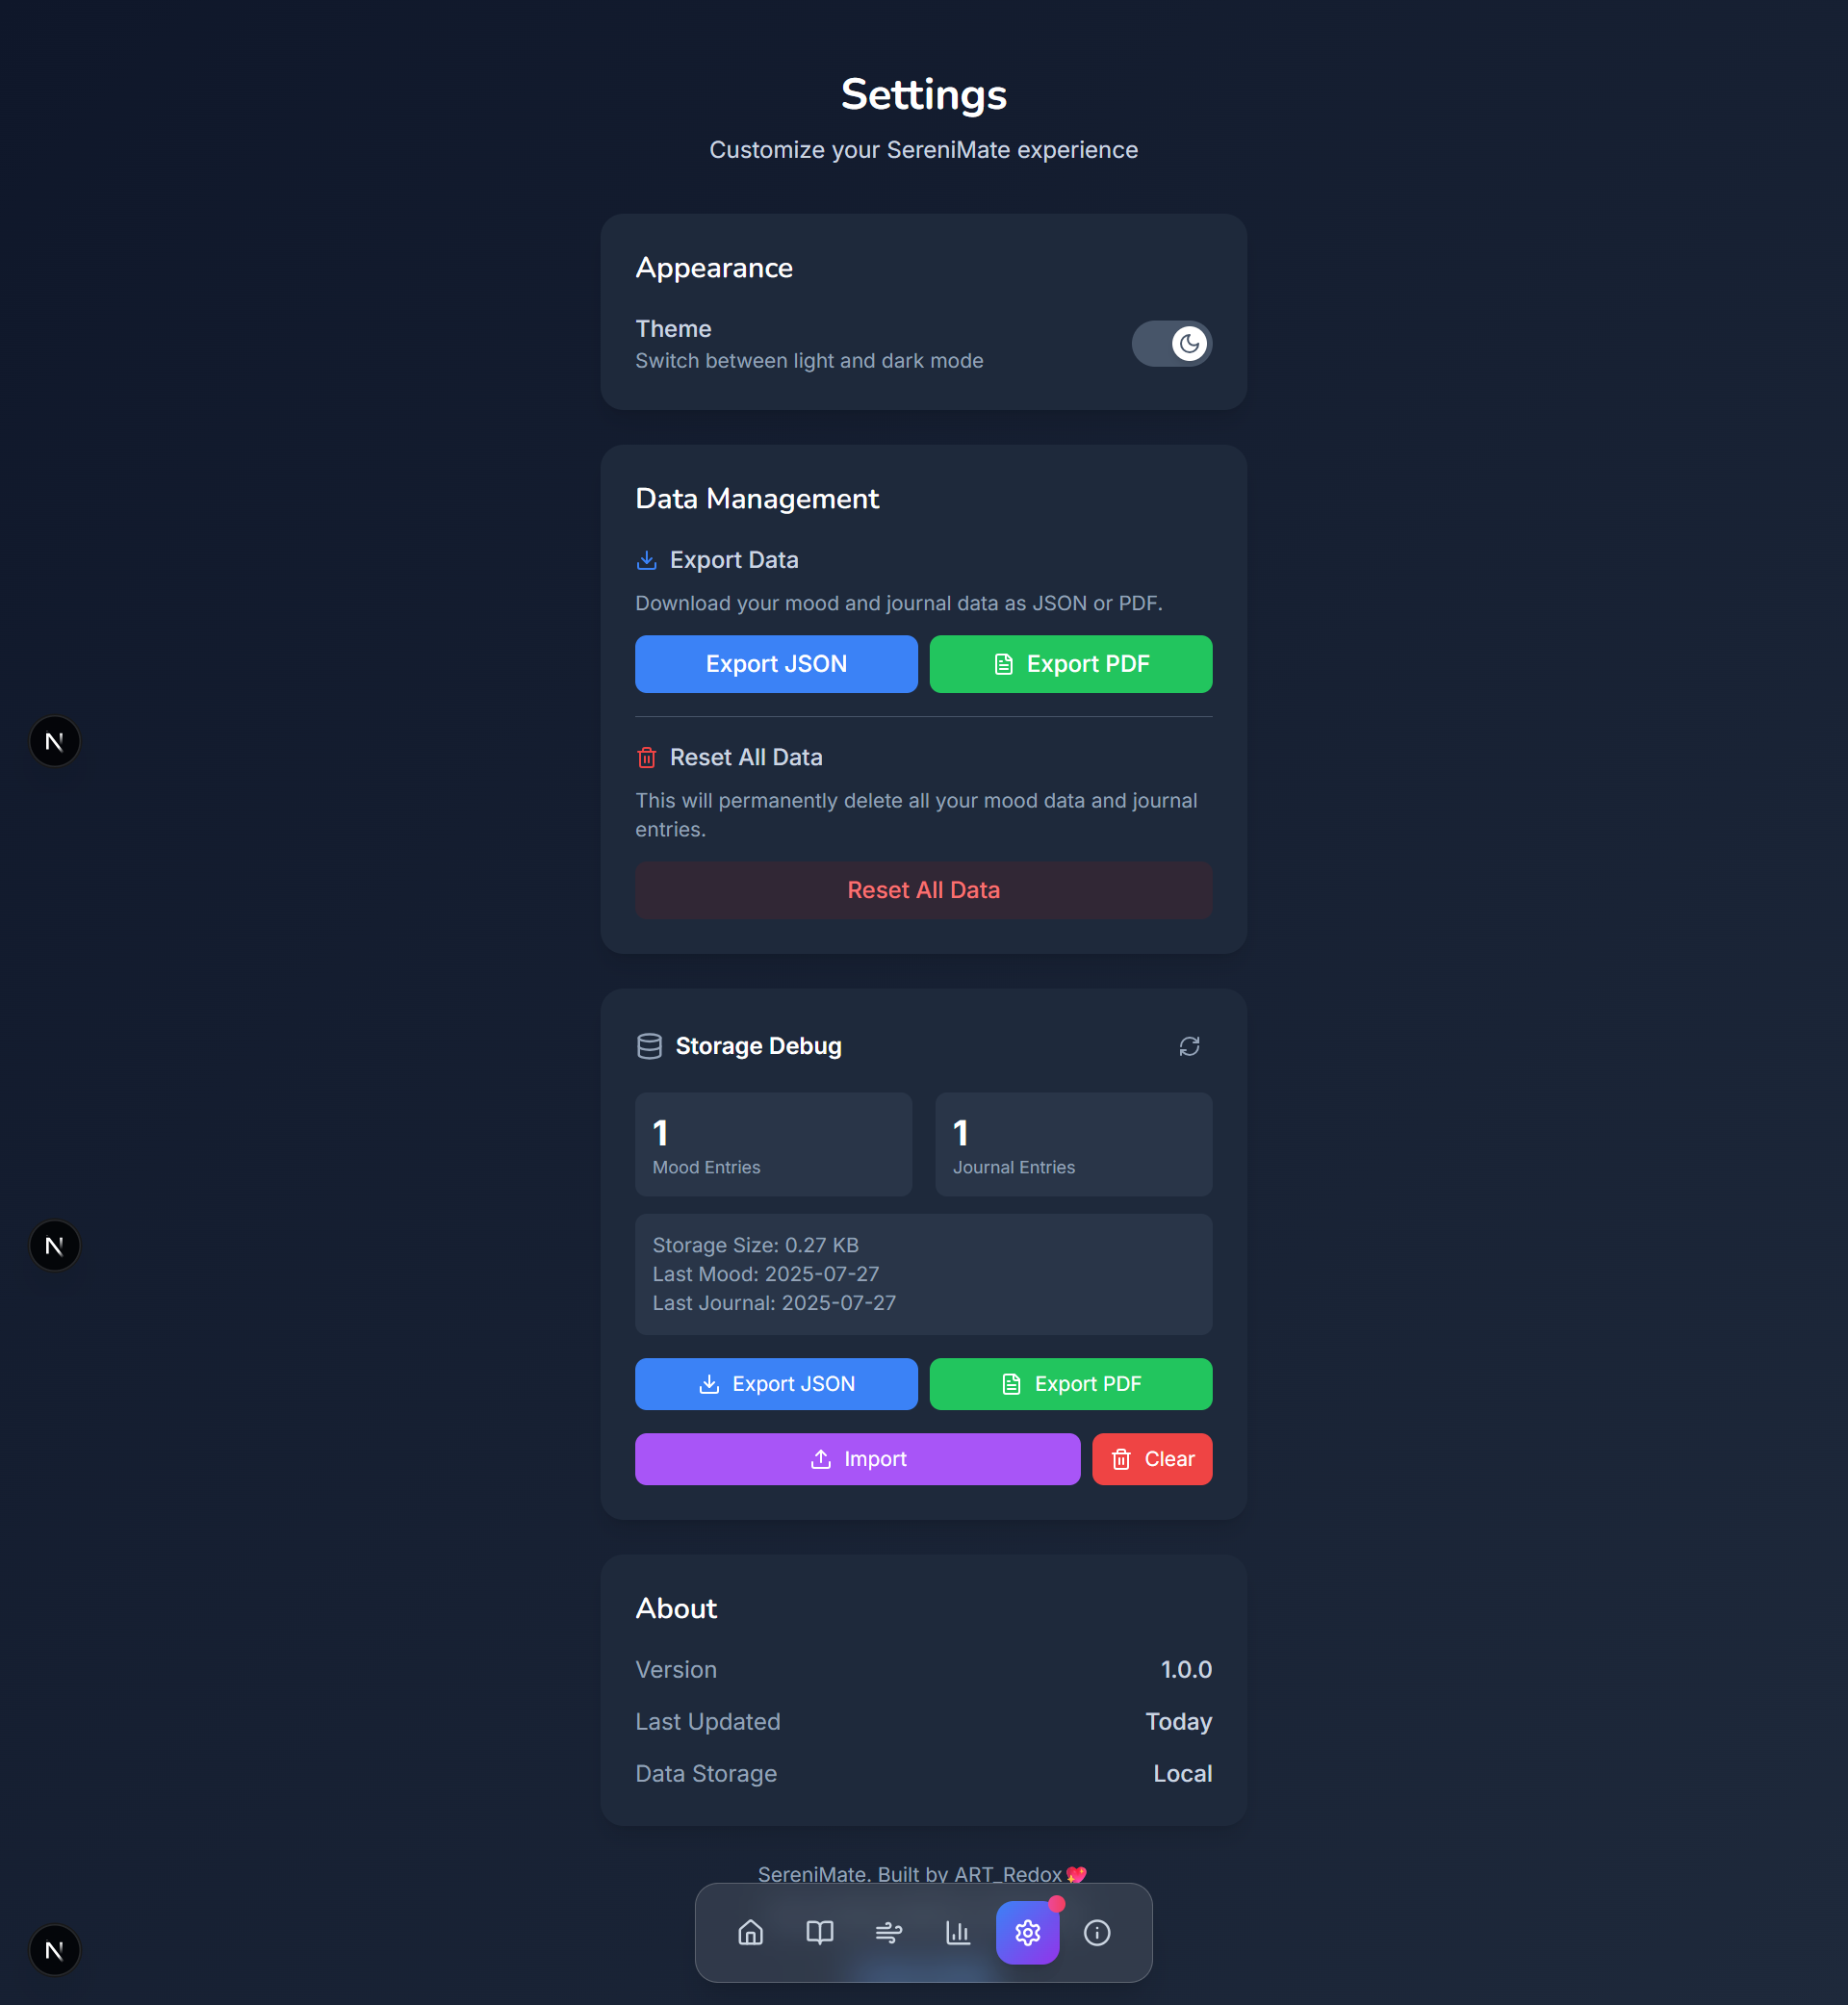 Settings
Customize your SereniMate experience
Appearance
Theme
Switch between light and dark mode
Data Management
Export Data
Download your mood and journal data as JSON or PDF.
Export JSON
Export PDF
N
Reset All Data
This will permanently delete all your mood data and journal
entries.
Reset All Data
Storage Debug
1
Mood Entries
1
Journal Entries
N
Storage Size: 0.27 KB
Last Mood: 2025-07-27
Last Journal: 2025-07-27
Export JSON
Export PDF
Import
Clear
About
Version
1.0.0
Last Updated
Today
Data Storage
Local
SereniMate. Built by ART_Redox💖
N